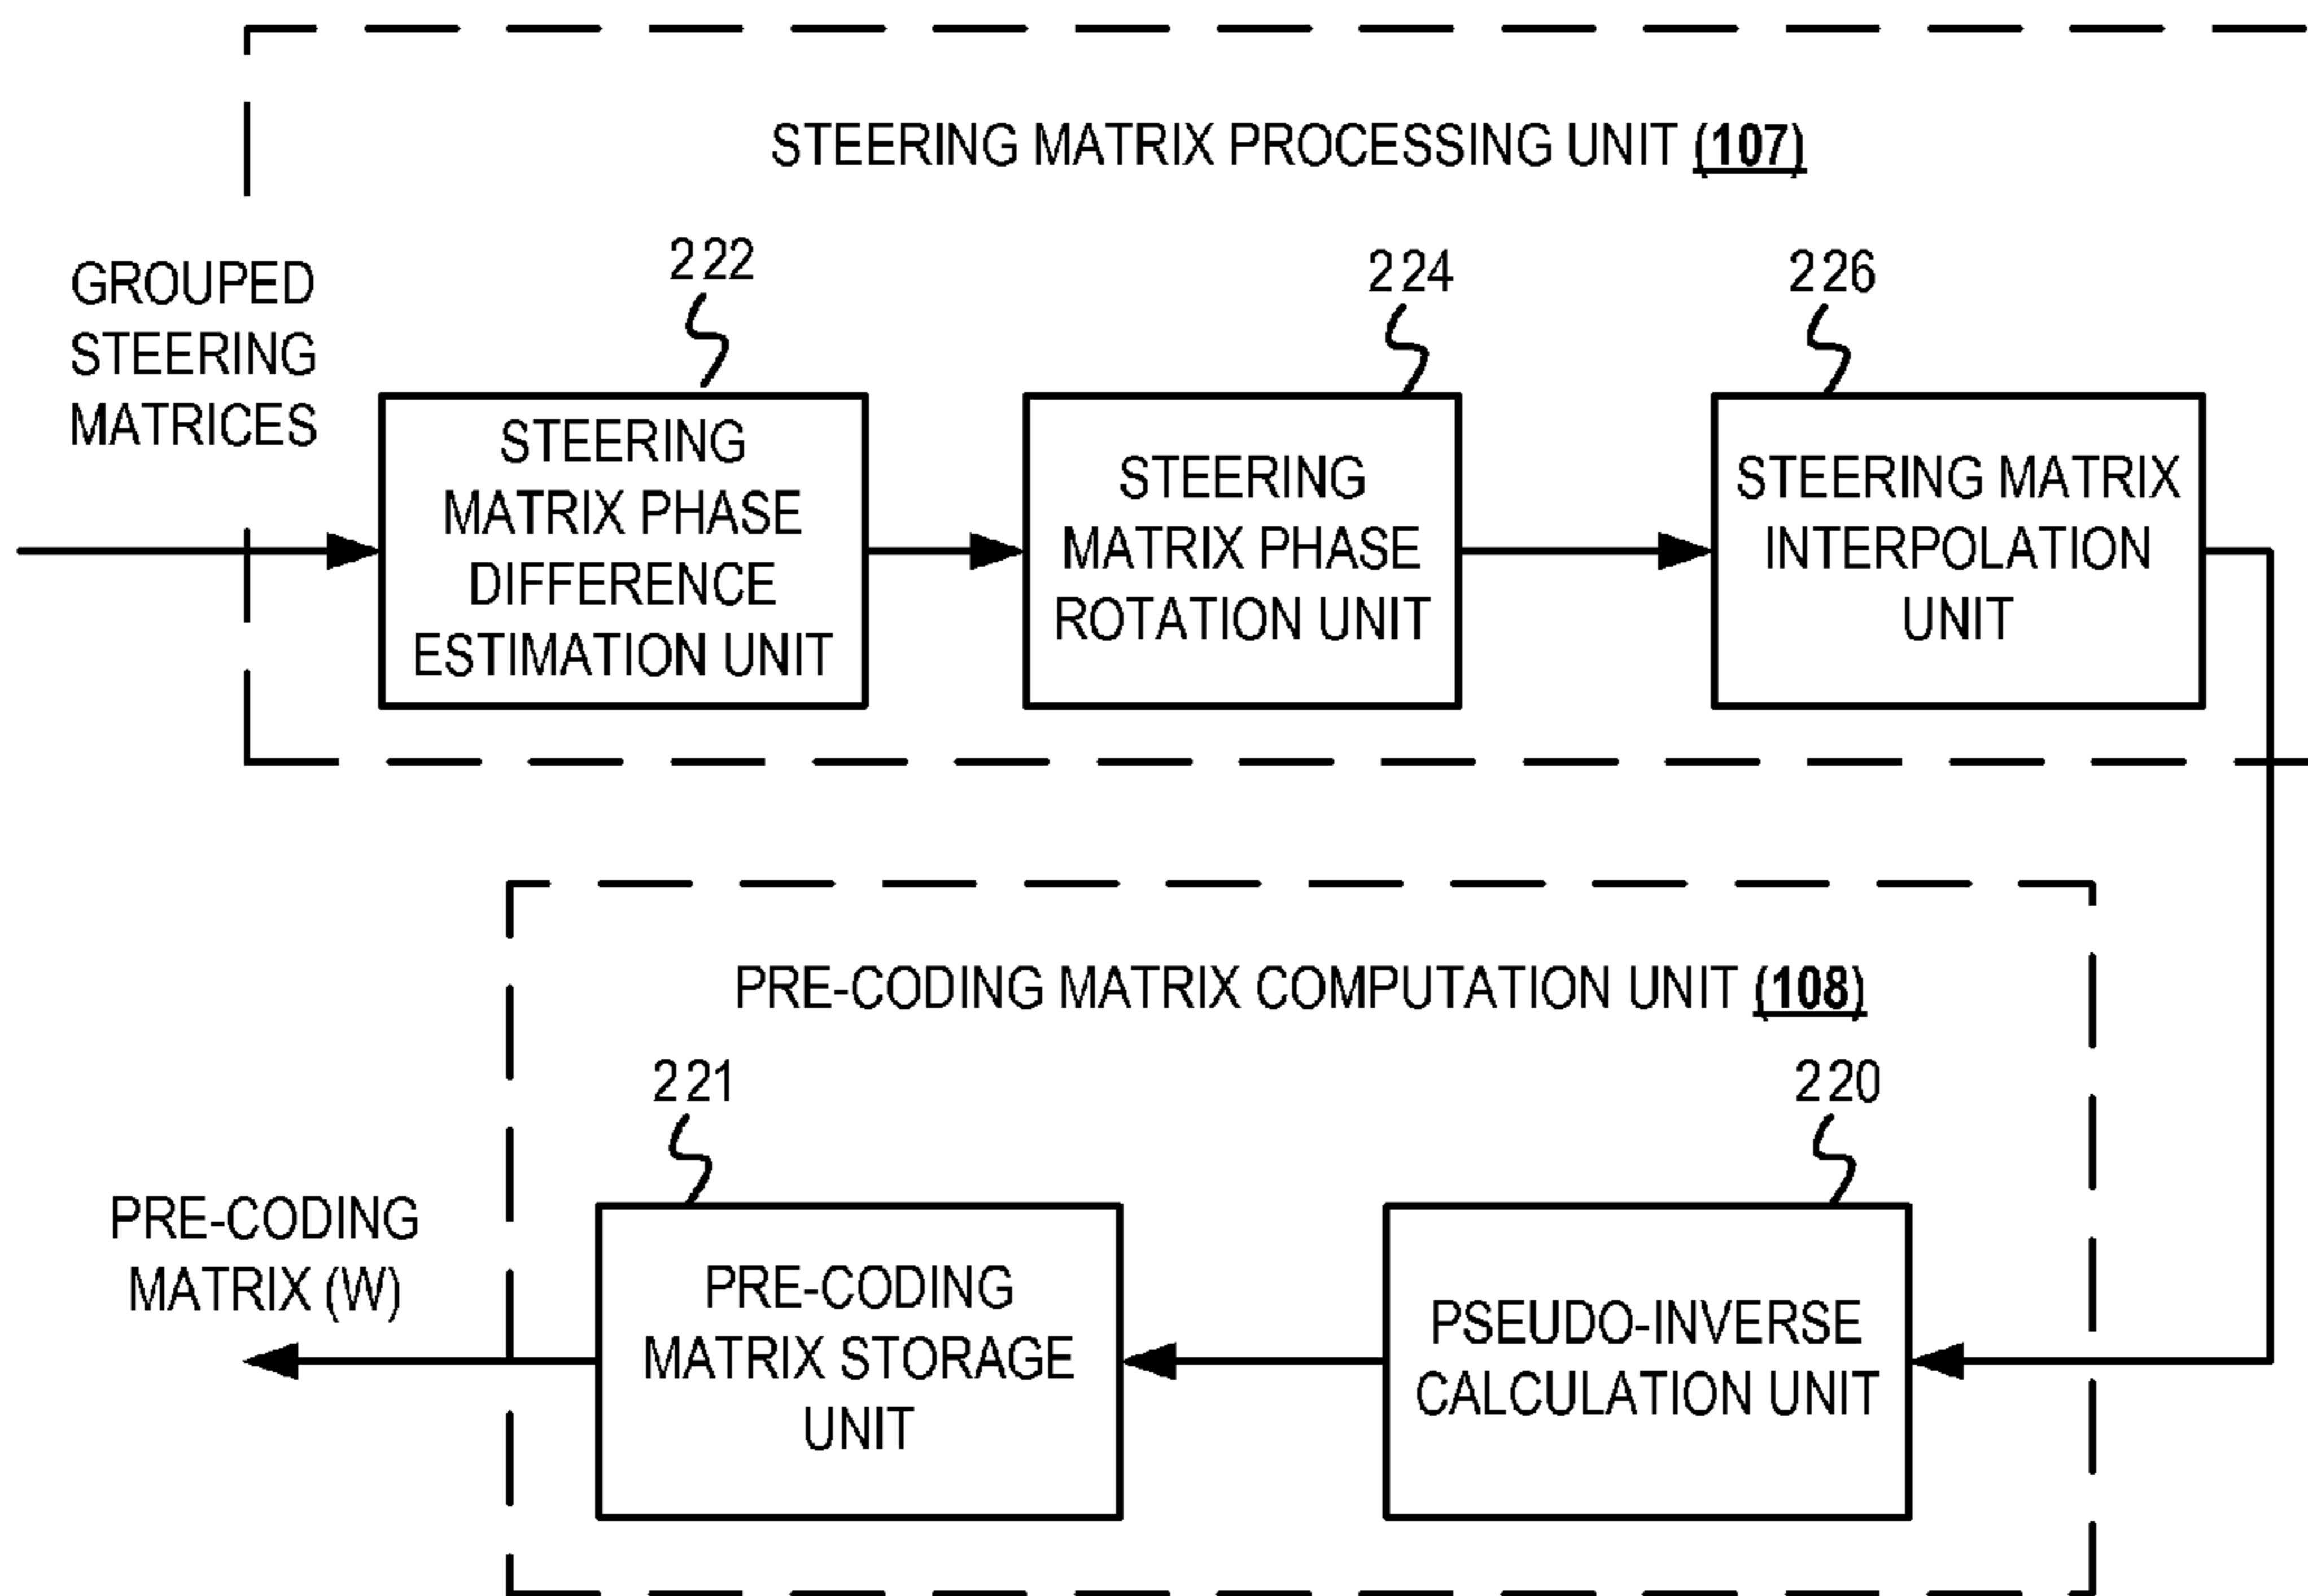 STEERING MATRIX PROCESSING UNIT (107)
GROUPED
STEERING
MATRICES
222
STEERING
MATRIX PHASE
DIFFERENCE
ESTIMATION UNIT
224
STEERING
MATRIX PHASE
ROTATION UNIT
226
STEERING MATRIX
INTERPOLATION
UNIT
PRE-CODING MATRIX COMPUTATION UNIT (108)
221
PRE-CODING
MATRIX STORAGE
UNIT
220
PSEUDO-INVERSE
CALCULATION UNIT
PRE-CODING
MATRIX (W)